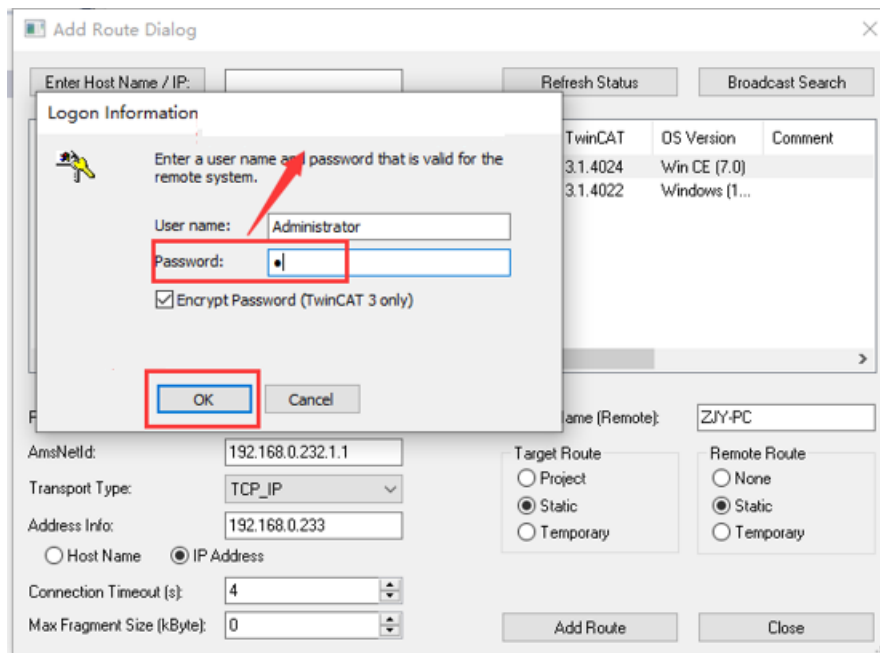 Add Route Dialog
Enter Host Name / IP:
Refresh Status
Broadcast Search
Logon Information
TwinCAT OS Version Comment
Enter a user name and password that is valid for the
remote system.
3.1.4024 Win CE (7.0)
3.1.4022 Windows (1...
User name: Administrator
Password: ●
Encrypt Password (TwinCAT 3 only)
OK Cancel
(Remote): ZJY-PC
AmsNetId: 192.168.0.232.1.1
Target Route Remote Route
Transport Type: TCP_IP
Project None
Static Static
Address Info: 192.168.0.233
Temporary Temporary
Host Name IP Address
Connection Timeout (s): 4
Max Fragment Size (kByte): 0
Add Route Close